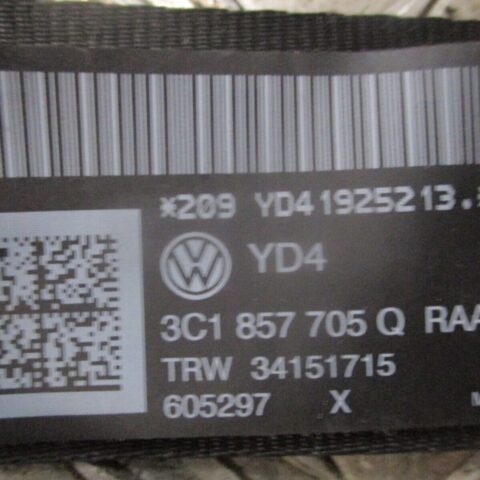 *209 YD41925213.*
YD4
3C1 857 705 Q RAA
TRW 34151715
605297 X